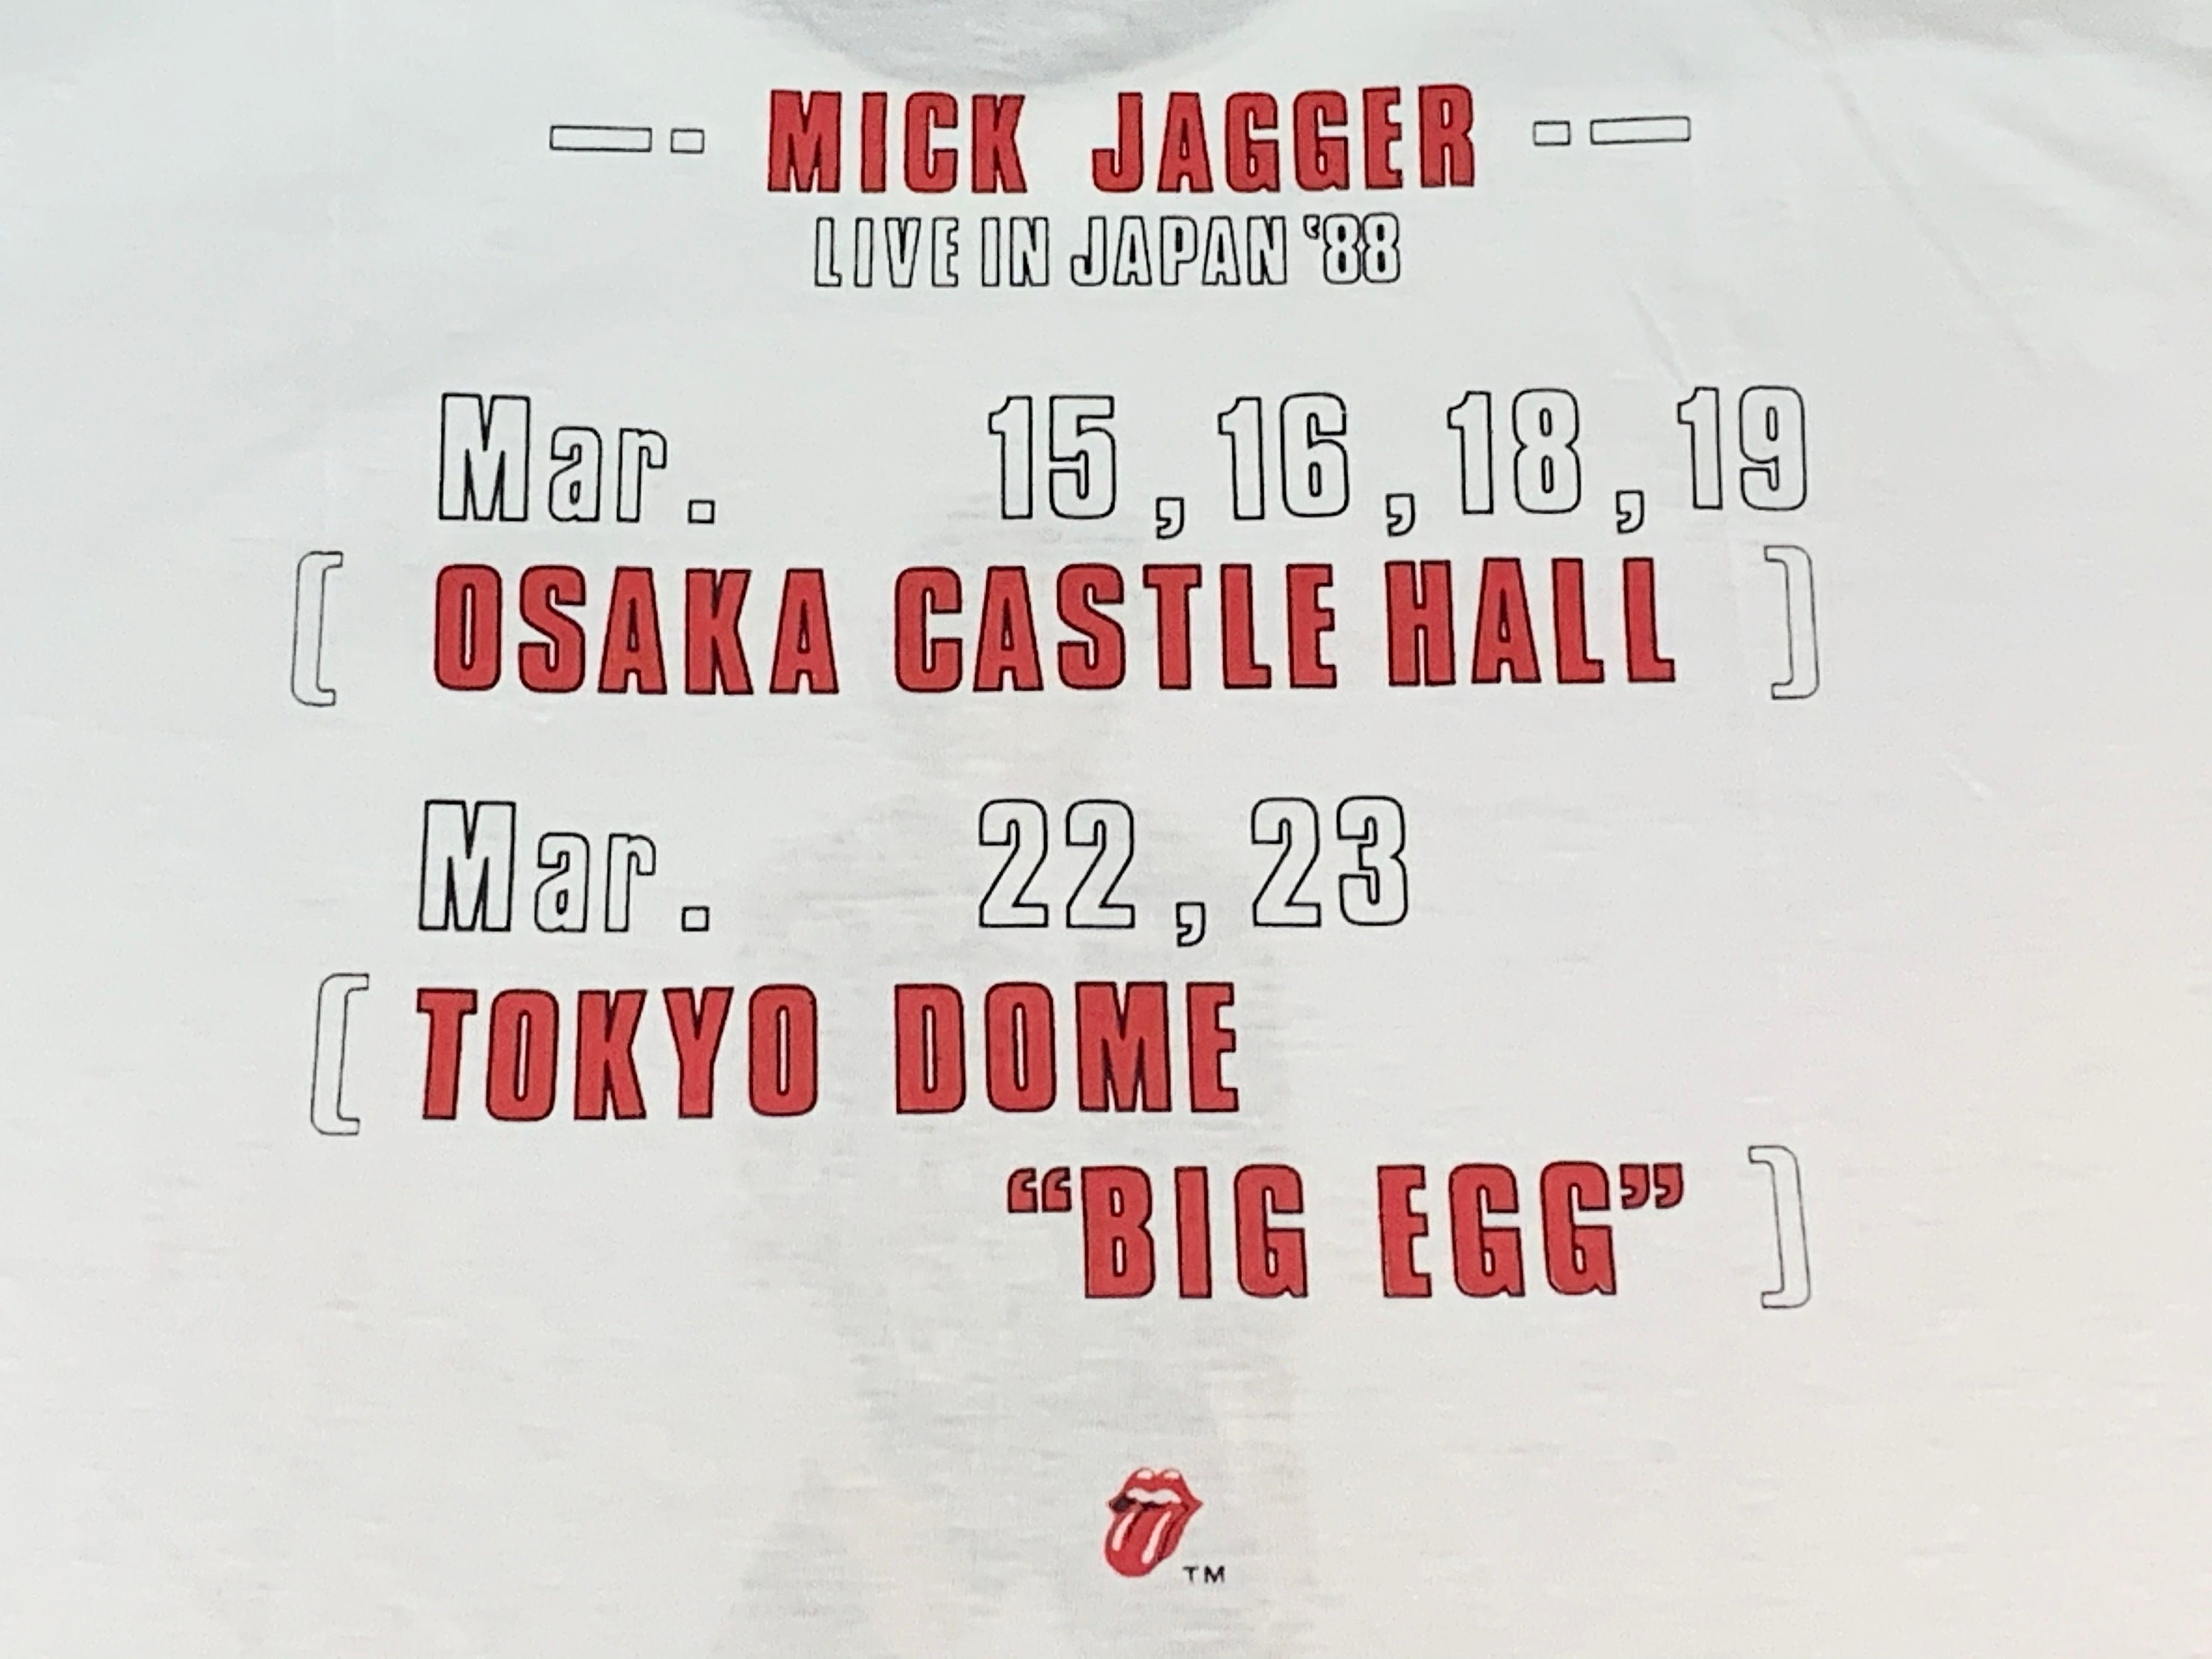 MICK JAGGER
LIVE IN JAPAN ‘88
Mar. 15, 16, 18, 19
[ OSAKA CASTLE HALL ]
Mar. 22, 23
[ TOKYO DOME
“BIG EGG” ]
TM